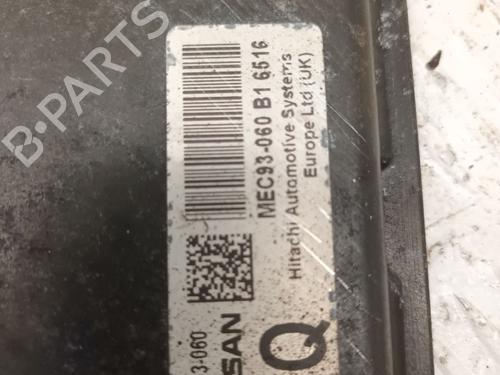 B-PARTS
MEC93-060 B1 6516
Hitachi Automotive Systems
Europe Ltd (UK)
3-060
SAN
Q